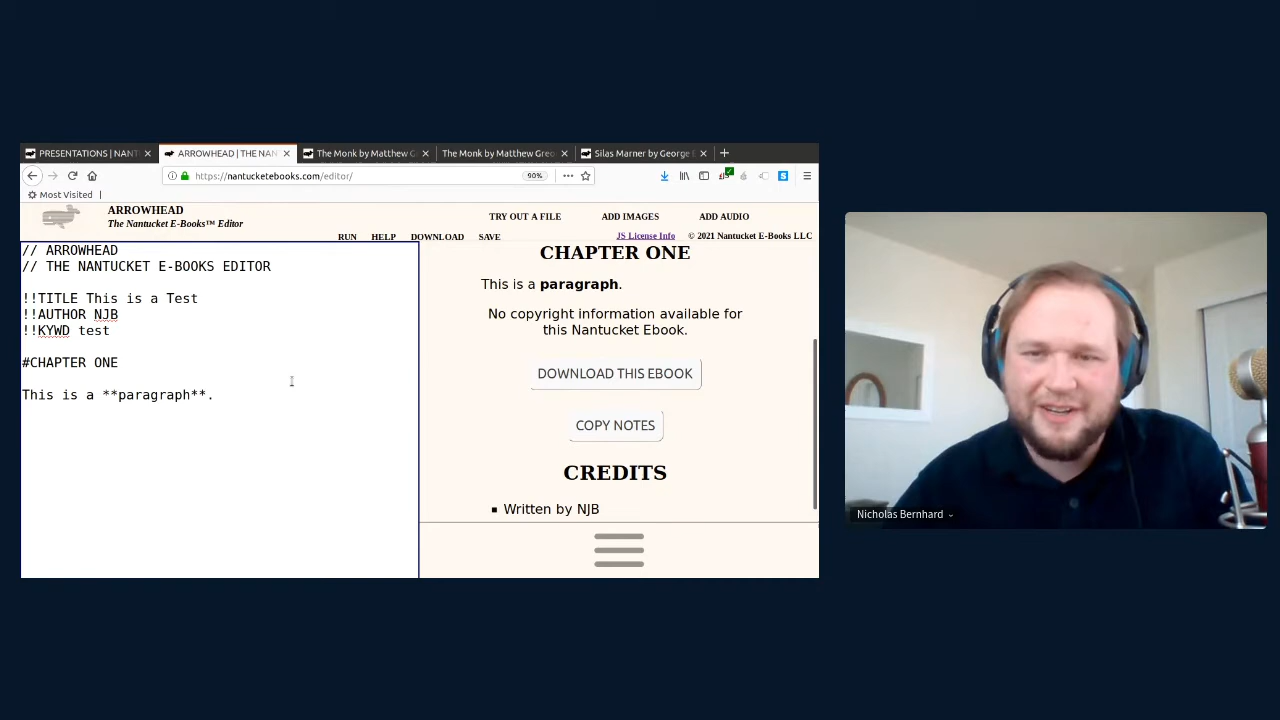 PRESENTATIONS | NANT
ARROWHEAD | THE NAN
The Monk by Matthew G
The Monk by Matthew Greg
Silas Marner by George E
https://nantucketebooks.com/editor/
90%
Most Visited
ARROWHEAD
The Nantucket E-Books™ Editor
TRY OUT A FILE
ADD IMAGES
ADD AUDIO
RUN
HELP
DOWNLOAD
SAVE
JS License Info
© 2021 Nantucket E-Books LLC
// ARROWHEAD
// THE NANTUCKET E-BOOKS EDITOR
!!TITLE This is a Test
!!AUTHOR NJB
!!KYWD test
#CHAPTER ONE
This is a **paragraph**.
CHAPTER ONE
This is a paragraph.
No copyright information available for
this Nantucket Ebook.
DOWNLOAD THIS EBOOK
COPY NOTES
CREDITS
Written by NJB
Nicholas Bernhard